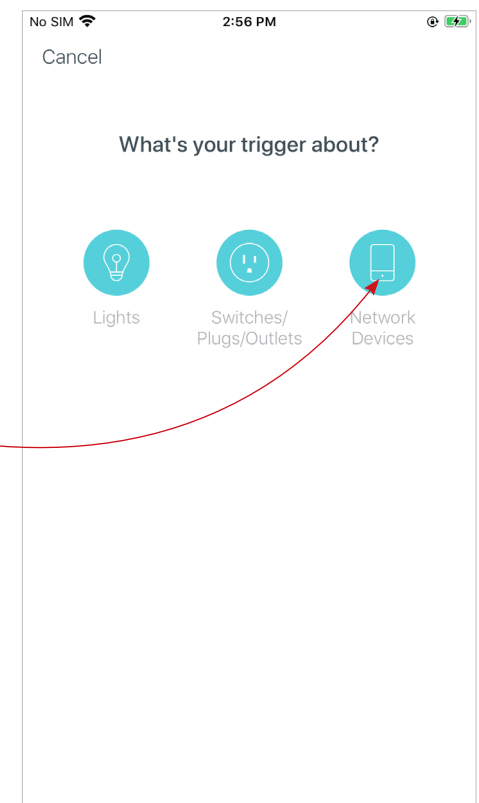 No SIM 2:56 PM
Cancel
What's your trigger about?
Lights
Switches/
Plugs/Outlets
Network
Devices